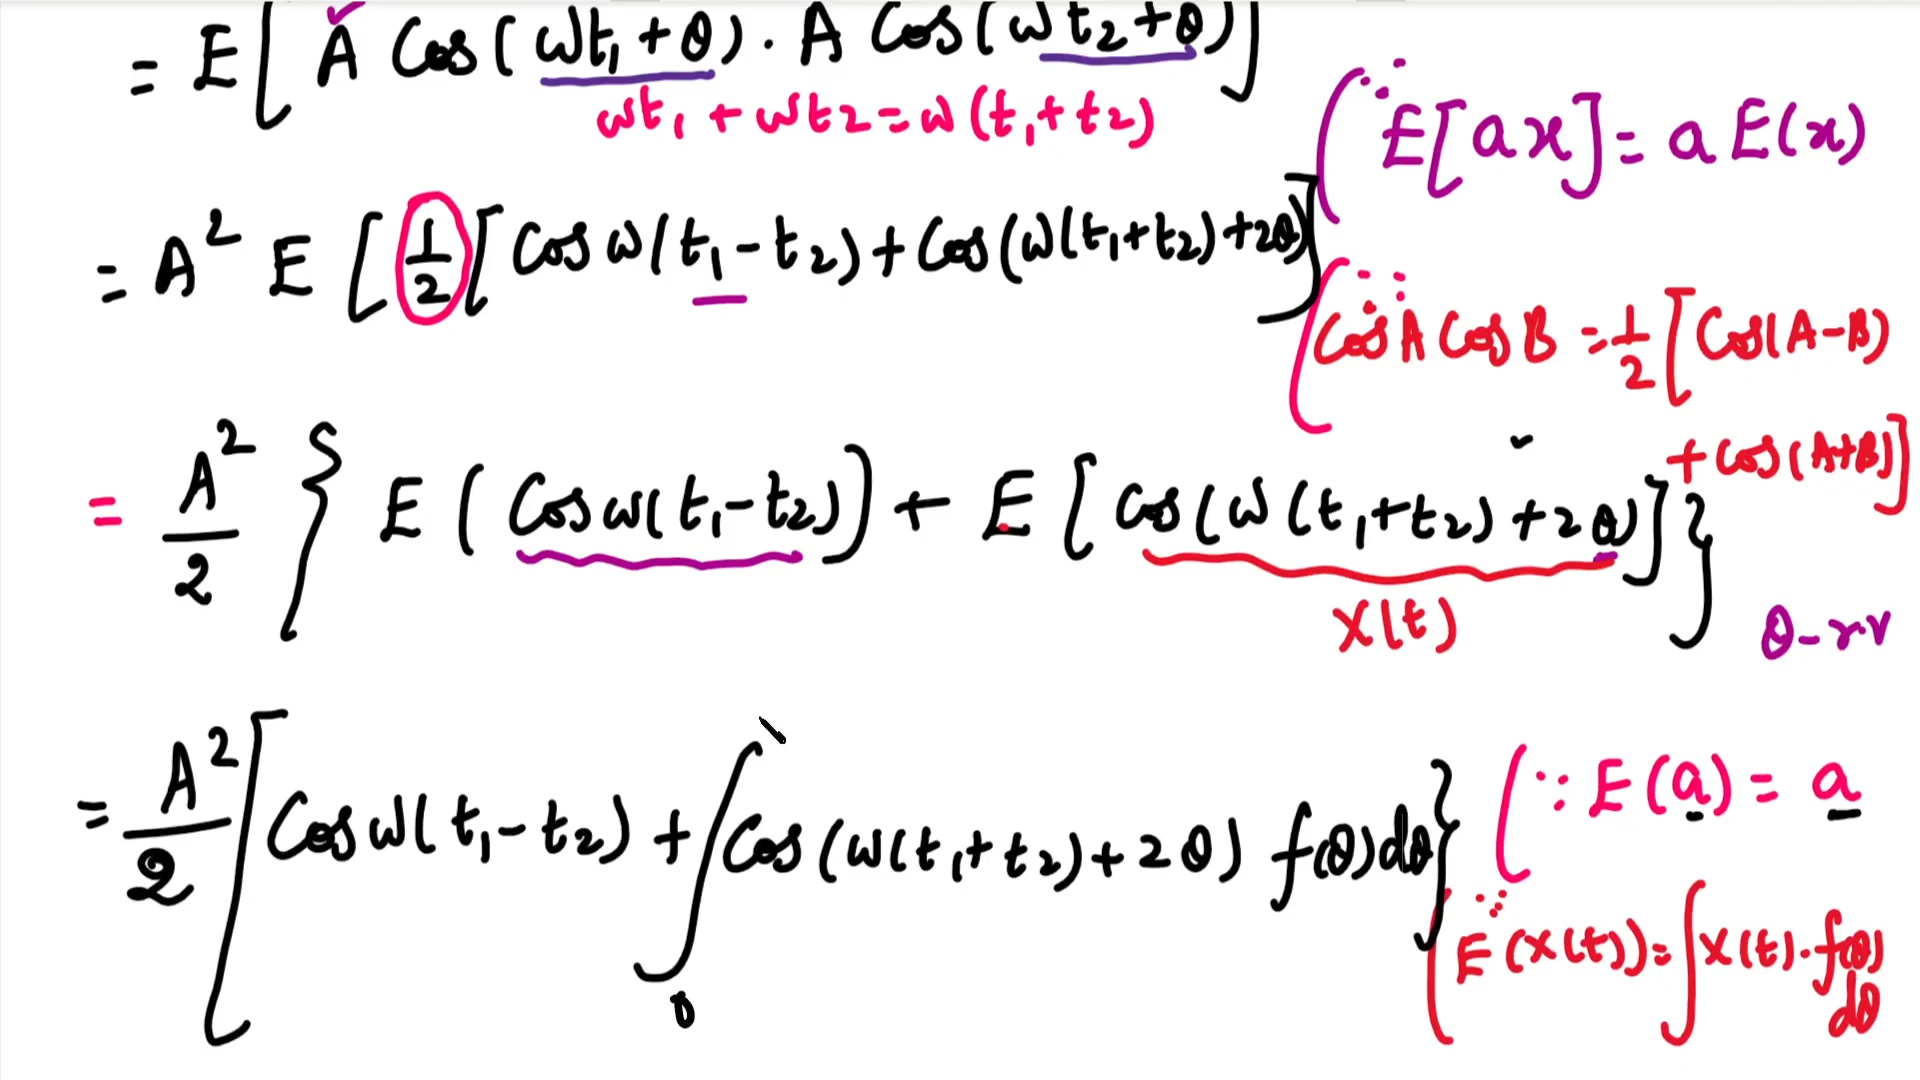 = E[ A Cos(ωt₁+θ) · A Cos(ωt₂+θ)]
ωt₁ + ωt₂ = ω(t₁+t₂)
(∵ E[ax] = a E(x)
= A² E [ 1/2 [ Cos ω(t₁-t₂) + Cos(ω(t₁+t₂)+2θ)]
(∵ Cos A Cos B = 1/2 [ Cos(A-B)
+ Cos(A+B)]
= A²/2 { E ( Cos ω(t₁-t₂)) + E [ Cos(ω(t₁+t₂)+2θ)] }
X(t)
θ - r.v
= A²/2 [ Cos ω(t₁-t₂) + ∫₀ Cos(ω(t₁+t₂)+2θ) f(θ)dθ }
(∵ E(a) = a
(∵ E(X(t)) = ∫ X(t).f(θ)
dθ